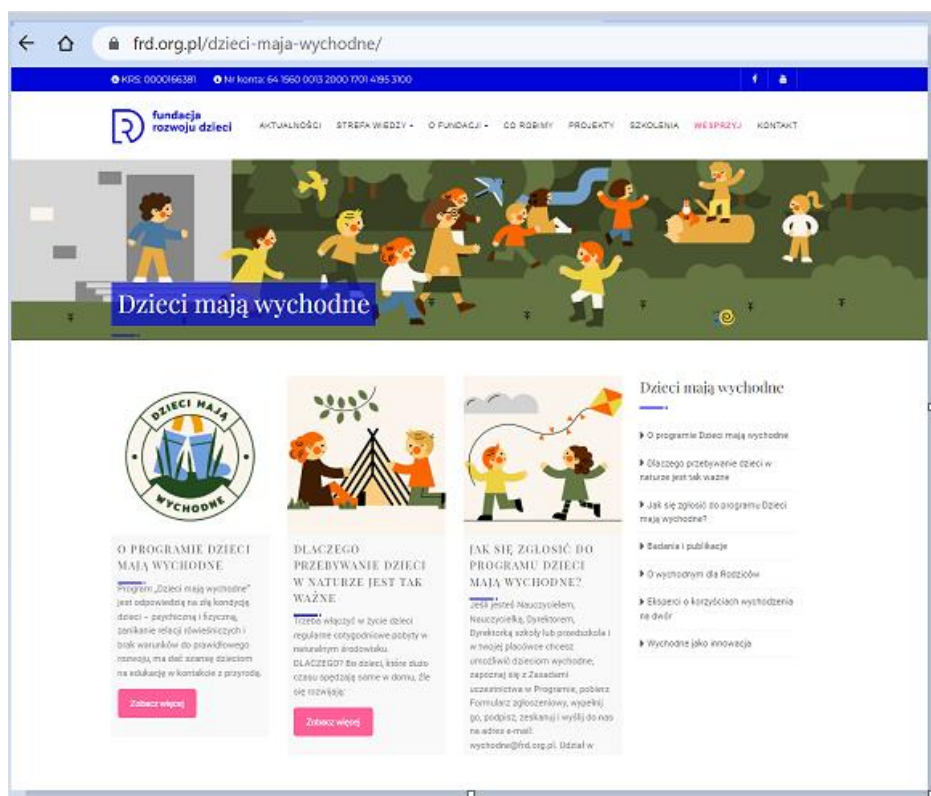 frd.org.pl/dzieci-maja-wychodne/
KRS: 0000166381 Nr konta: 64 1560 0013 2000 1701 4195 3100
fundacja
rozwoju dzieci
AKTUALNOŚCI STREFA WIEDZY O FUNDACJI CO ROBIMY PROJEKTY SZKOLENIA WESPRZYJ KONTAKT
Dzieci mają wychodne
DZIECI MAJĄ
WYCHODNE
O PROGRAMIE DZIECI
MAJĄ WYCHODNE
Program „Dzieci mają wychodne"
jest odpowiedzią na złą kondycję
dzieci – psychiczną i fizyczną,
zanikanie relacji rówieśniczych i
brak warunków do prawidłowego
rozwoju, ma dać szansę dzieciom
na edukację w kontakcie z przyrodą.
Zobacz więcej
DLACZEGO
PRZEBYWANIE DZIECI
W NATURZE JEST TAK
WAŻNE
Trzeba włączyć w życie dzieci
regularne cotygodniowe pobyty w
naturalnym środowisku.
DLACZEGO? Bo dzieci, które dużo
czasu spędzają same w domu, źle
się rozwijają:
Zobacz więcej
JAK SIĘ ZGŁOSIĆ DO
PROGRAMU DZIECI
MAJĄ WYCHODNE?
Jeśli jesteś Nauczycielem,
Nauczycielką, Dyrektorem,
Dyrektorką szkoły lub przedszkola i
w twojej placówce chcesz
umożliwić dzieciom wychodne,
zapoznaj się z Zasadami
uczestnictwa w Programie, pobierz
Formularz zgłoszeniowy, wypełnij
go, podpisz, zeskanuj i wyślij do nas
na adres e-mail:
wychodne@frd.org.pl. Udział w
Dzieci mają wychodne
O programie Dzieci mają wychodne
Dlaczego przebywanie dzieci w
naturze jest tak ważne
Jak się zgłosić do programu Dzieci
mają wychodne?
Badania i publikacje
O wychodnym dla Rodziców
Eksperci o korzyściach wychodzenia
na dwór
Wychodne jako innowacja